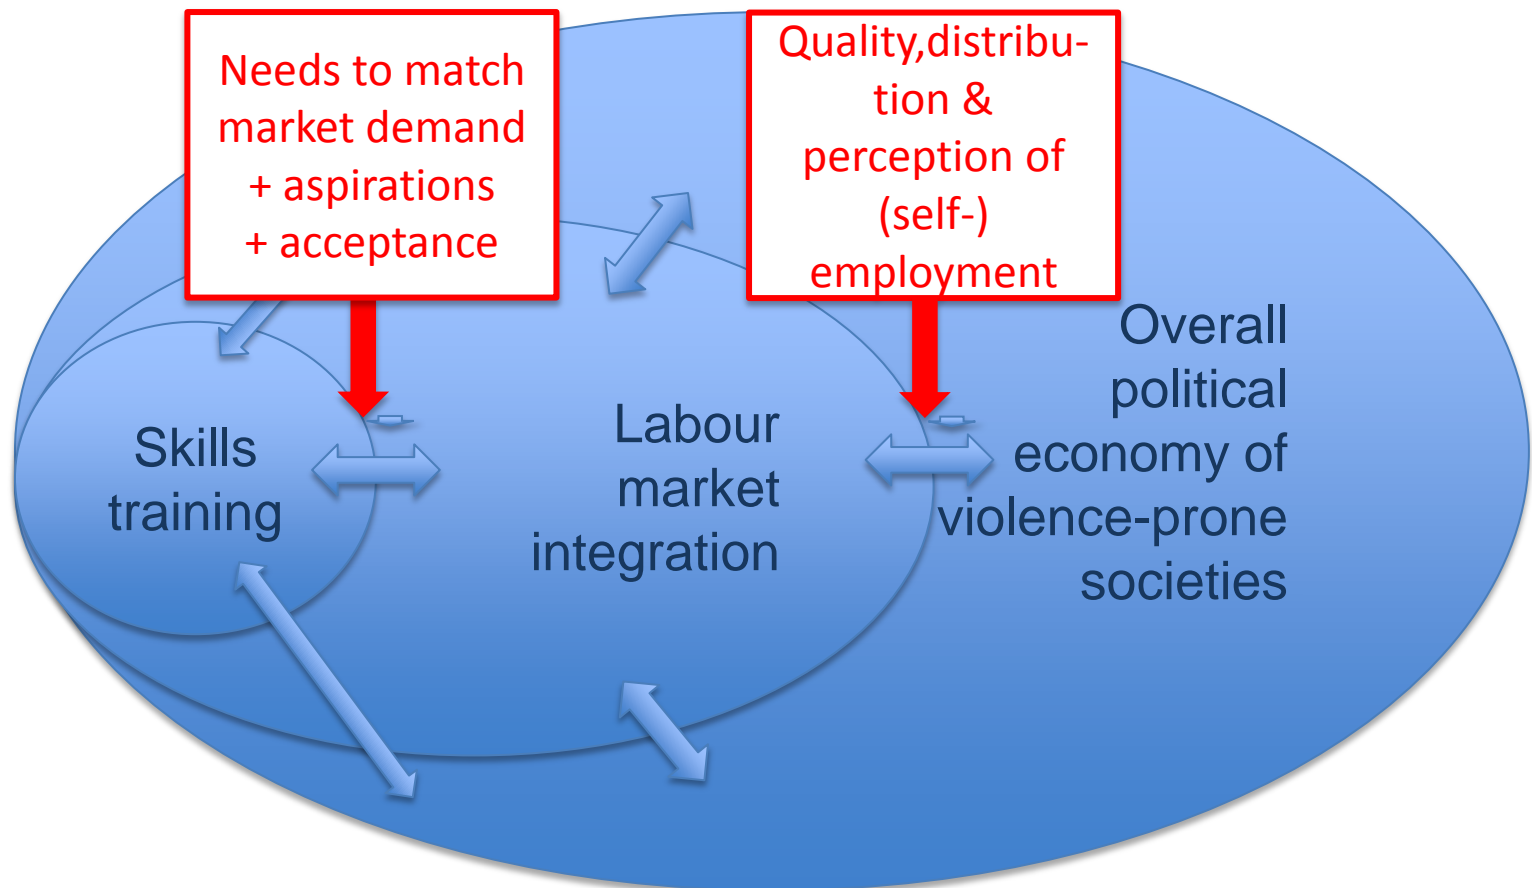 Needs to match
market demand
+ aspirations
+ acceptance
Quality,distribu-
tion &
perception of
(self-)
employment
Skills
training
Labour
market
integration
Overall
political
economy of
violence-prone
societies